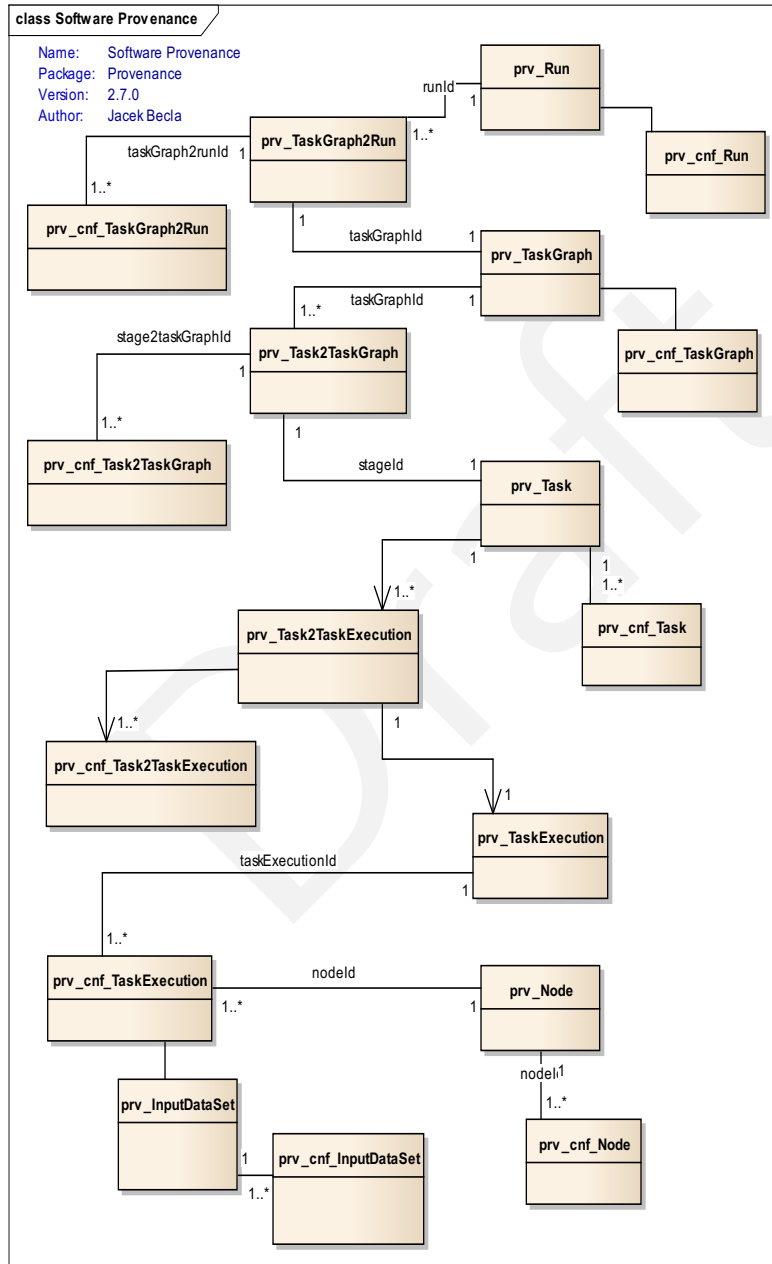 class Software Provenance
Name: Software Provenance
Package: Provenance
Version: 2.7.0
Author: Jacek Becla
prv_Run
runId
1
1..*
prv_TaskGraph2Run
prv_cnf_Run
taskGraph2runId
1
1..*
prv_cnf_TaskGraph2Run
1
taskGraphId
1
prv_TaskGraph
taskGraphId
1
1..*
prv_Task2TaskGraph
prv_cnf_TaskGraph
stage2taskGraphId
1
1..*
prv_cnf_Task2TaskGraph
1
stageId
1
prv_Task
1
1..*
1
1..*
prv_cnf_Task
prv_Task2TaskExecution
1..*
prv_cnf_Task2TaskExecution
1
1
prv_TaskExecution
taskExecutionId
1
1..*
prv_cnf_TaskExecution
nodeId
1..*
1
prv_Node
1
1..*
prv_cnf_Node
prv_InputDataSet
1
1..*
prv_cnf_InputDataSet
Draft